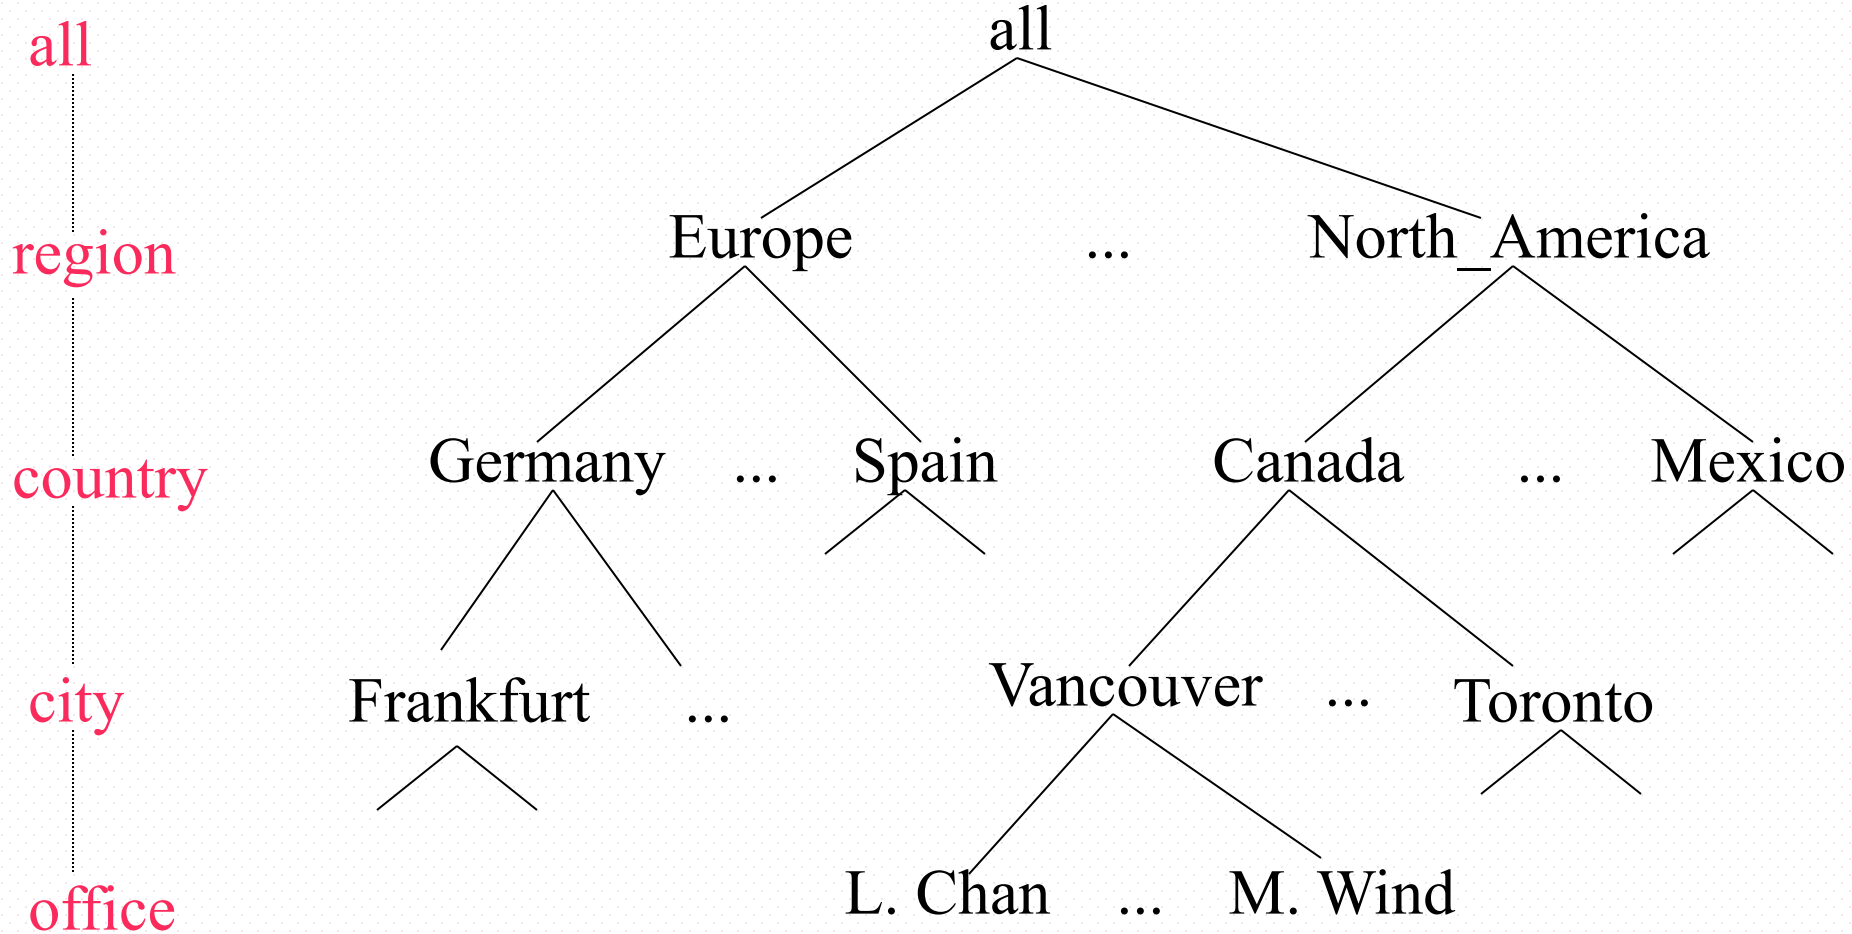 all
all
region
Europe ... North_America
country
Germany ... Spain Canada ... Mexico
city
Frankfurt ... Vancouver ... Toronto
office
L. Chan ... M. Wind